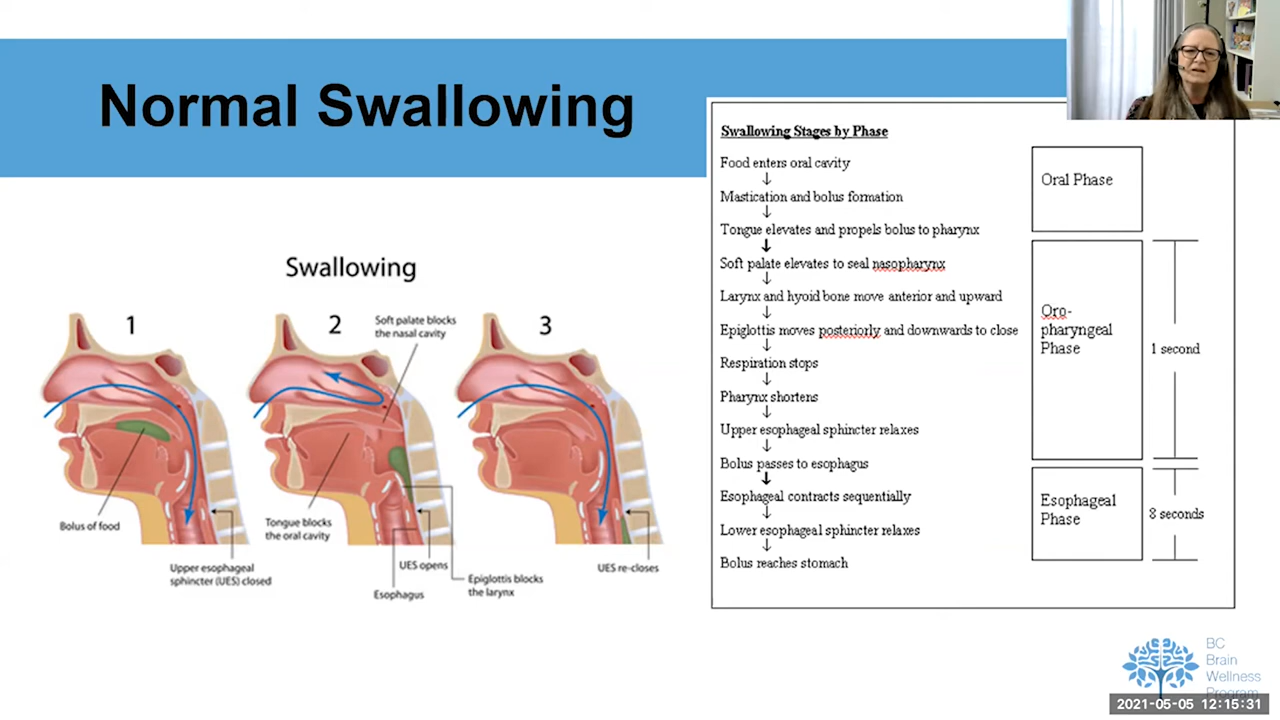 Normal Swallowing
Swallowing
1
2
3
Soft palate blocks
the nasal cavity
Bolus of food
Tongue blocks
the oral cavity
Upper esophageal
sphincter (UES) closed
UES opens
Esophagus
Epiglottis blocks
the larynx
UES re-closes
Swallowing Stages by Phase
Food enters oral cavity
↓
Mastication and bolus formation
↓
Tongue elevates and propels bolus to pharynx
↓
Soft palate elevates to seal nasopharynx
↓
Larynx and hyoid bone move anterior and upward
↓
Epiglottis moves posteriorly and downwards to close
↓
Respiration stops
↓
Pharynx shortens
↓
Upper esophageal sphincter relaxes
↓
Bolus passes to esophagus
↓
Esophageal contracts sequentially
↓
Lower esophageal sphincter relaxes
↓
Bolus reaches stomach
Oral Phase
Oro-
pharyngeal
Phase
1 second
Esophageal
Phase
8 seconds
BC
Brain
Wellness
Program
2021-05-05 12:15:31